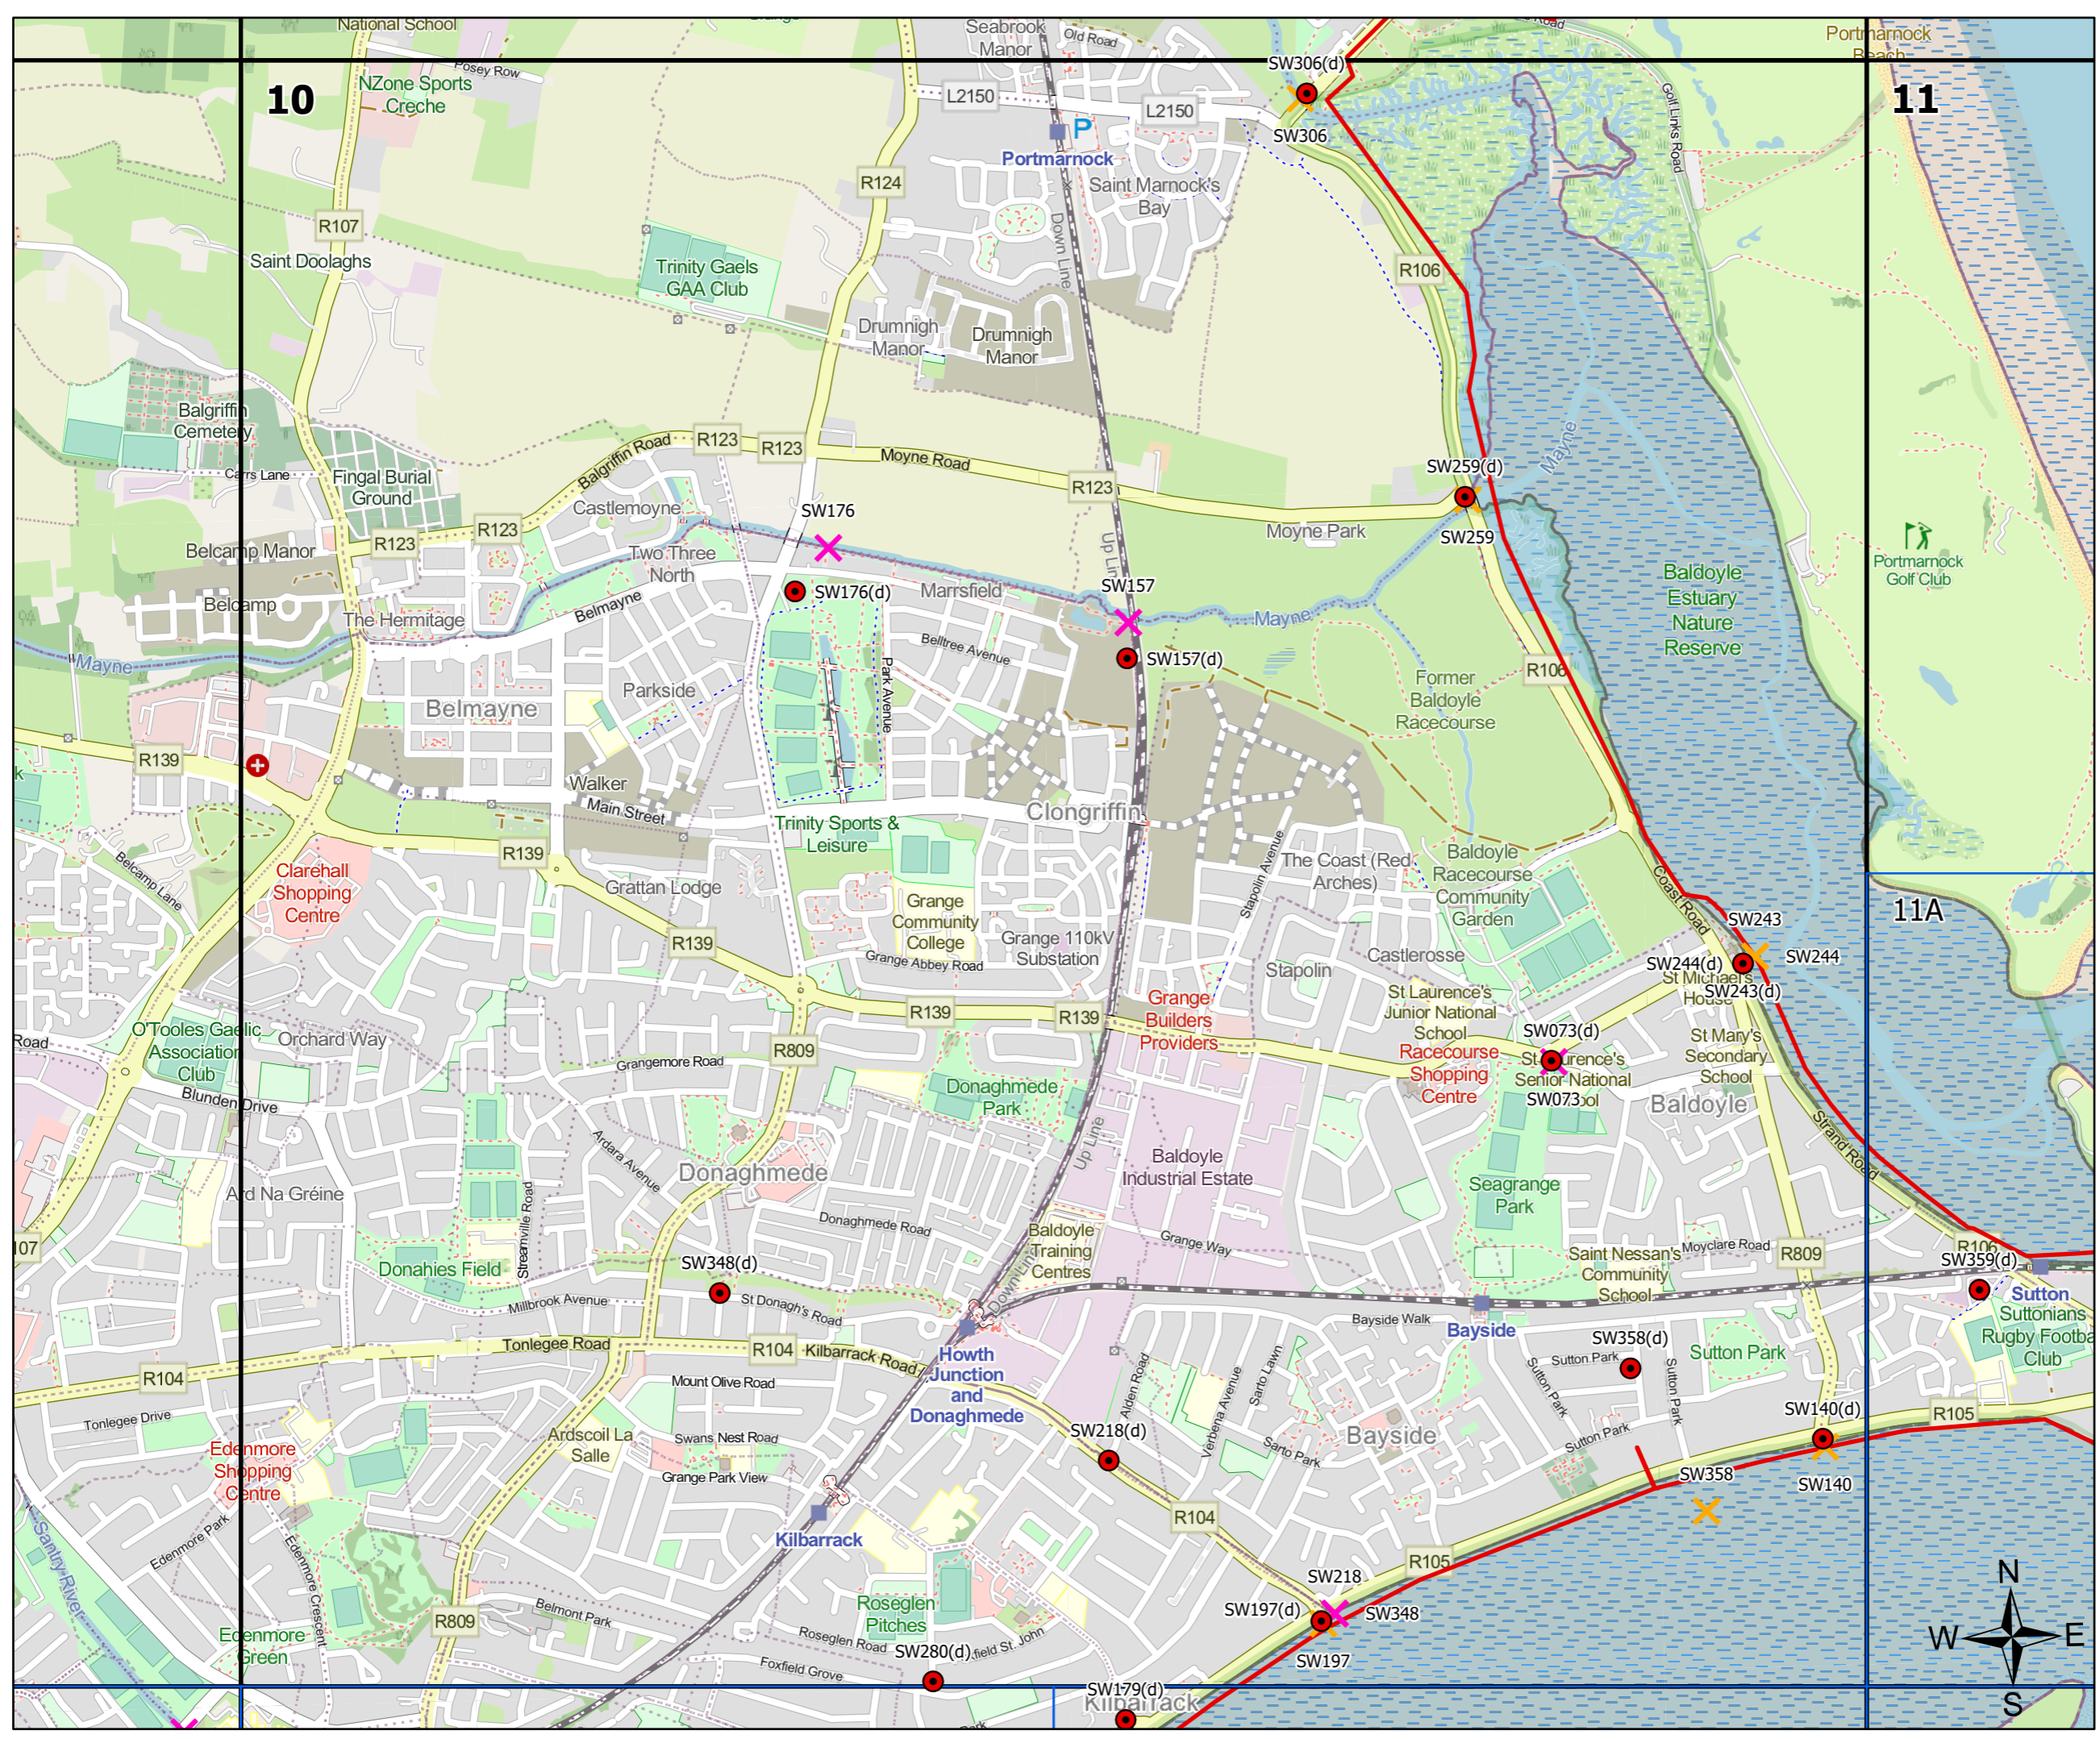 National School
Seabrook
Manor
Old Road
Portmarnock
Beach
Posey Row
SW306(d)
10
NZone Sports
Creche
L2150
L2150
11
SW306
P
Portmarnock
Golf Links Road
R124
Saint Marnock's
Bay
R107
Down Line
Saint Doolaghs
Trinity Gaels
GAA Club
R106
Drumnigh
Manor
Drumnigh
Manor
Balgriffin
Cemetery
R123
R123
Balgriffin Road
Moyne Road
Mayne
SW259(d)
Carrs Lane
Fingal Burial
Ground
R123
Castlemoyne
SW176
R123
R123
Moyne Park
SW259
Belcamp Manor
Two Three
North
Up Line
Portmarnock
Golf Club
Baldoyle
Estuary
Nature
Reserve
Belcamp
The Hermitage
Belmayne
SW176(d)
Marrsfield
SW157
Mayne
Mayne
Belltree Avenue
SW157(d)
R106
Parkside
Park Avenue
Former
Baldoyle
Racecourse
Belmayne
R139
Walker
Main Street
Clongriffin
Trinity Sports &
Leisure
R139
Belcamp Lane
Clarehall
Shopping
Centre
Grattan Lodge
Stapolin Avenue
The Coast (Red
Arches)
Baldoyle
Racecourse
Community
Garden
Coast Road
Grange
Community
College
11A
SW243
R139
Grange 110kV
Substation
Grange Abbey Road
Castlerosse
Stapolin
SW244(d)
SW244
St Michael's
House
SW243(d)
R139
R139
Grange
Builders
Providers
St Laurence's
Junior National
School
Road
O'Tooles Gaelic
Association
Club
Orchard Way
R809
Grangemore Road
SW073(d)
St Mary's
Secondary
School
Racecourse
Shopping
Centre
Senior National
SW073
Blunden Drive
Donaghmede
Park
Baldoyle
Strand Road
Up Line
Ardara Avenue
Donaghmede
Baldoyle
Industrial Estate
Seagrange
Park
Ard Na Gréine
Streamville Road
Donaghmede Road
Baldoyle
Training
Centres
Grange Way
Saint Nessan's
Community
School
Moyclare Road
R809
R106
SW359(d)
Donahies Field
SW348(d)
Down Line
Millbrook Avenue
St Donagh's Road
Bayside Walk
Bayside
Sutton
Suttonians
Rugby Footba
Club
SW358(d)
Tonlegee Road
R104
Kilbarrack Road
Howth
Junction
and
Donaghmede
Sutton Park
Sutton Park
Sutton Park
Sutton Park
R104
Mount Olive Road
Alden Road
Verbena Avenue
Sarto Lawn
Tonlegee Drive
Ardscoil La
Salle
Swans Nest Road
Grange Park View
SW218(d)
Sarto Park
Bayside
Sutton Park
SW140(d)
R105
Edenmore
Shopping
Centre
SW358
SW140
Kilbarrack
R104
Santry River
Edenmore Park
Edenmore Crescent
R105
SW218
N
Belmont Park
R809
Roseglen
Pitches
SW197(d)
SW348
W
E
Edenmore
Green
Roseglen Road
SW280(d)
field St. John
SW197
Foxfield Grove
S
SW179(d)
Kilbarrack